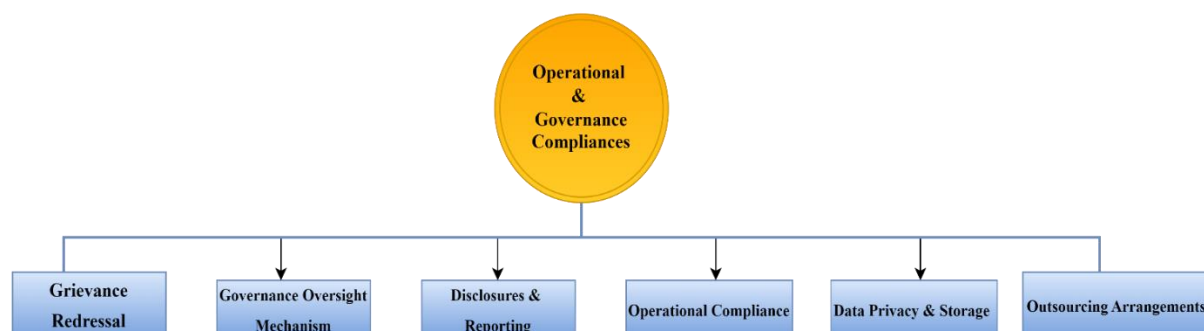 Operational
&
Governance
Compliances
Grievance
Redressal
Governance Oversight
Mechanism
Disclosures &
Reporting
Operational Compliance
Data Privacy & Storage
Outsourcing Arrangements